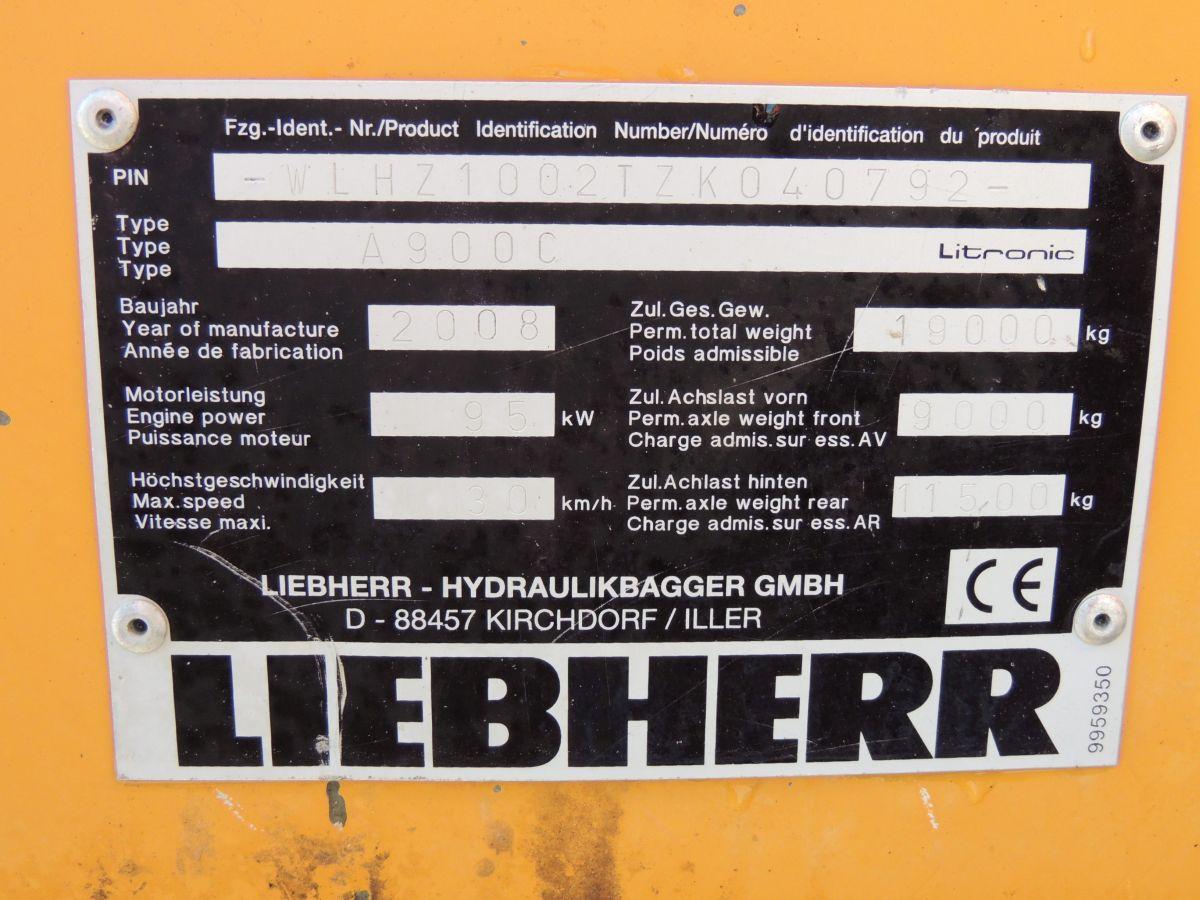 Fzg.-Ident.- Nr./Product Identification Number/Numéro d'identification du produit
PIN -WLHZ1002TZK040792-
Type
Type A900C Litronic
Type
Baujahr
Year of manufacture 2008
Année de fabrication
Zul.Ges.Gew.
Perm.total weight 19000 kg
Poids admissible
Motorleistung
Engine power 95 kW
Puissance moteur
Zul.Achslast vorn
Perm.axle weight front 9000 kg
Charge admis.sur ess.AV
Höchstgeschwindigkeit
Max.speed 30 km/h
Vitesse maxi.
Zul.Achlast hinten
Perm.axle weight rear 11500 kg
Charge admis.sur ess.AR
LIEBHERR - HYDRAULIKBAGGER GMBH
D - 88457 KIRCHDORF / ILLER
CE
LIEBHERR
9959350